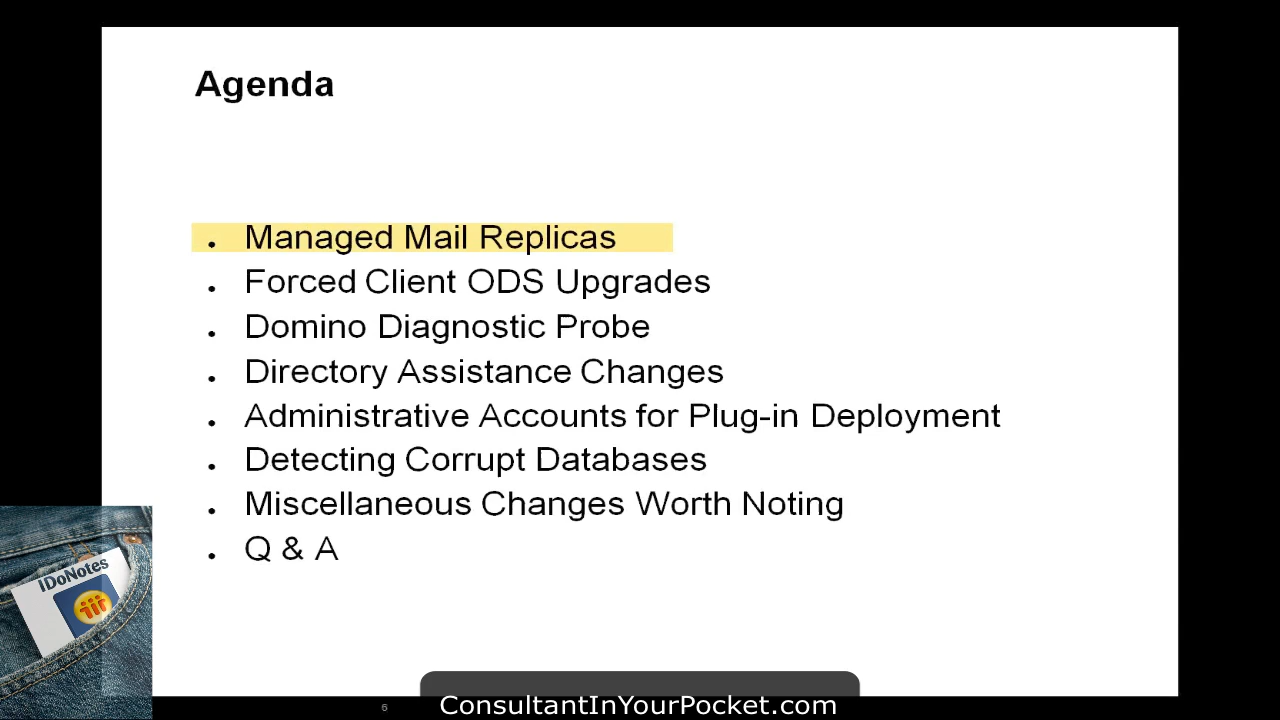 Agenda
• Managed Mail Replicas
• Forced Client ODS Upgrades
• Domino Diagnostic Probe
• Directory Assistance Changes
• Administrative Accounts for Plug-in Deployment
• Detecting Corrupt Databases
• Miscellaneous Changes Worth Noting
• Q & A
IDoNotes
6
ConsultantInYourPocket.com